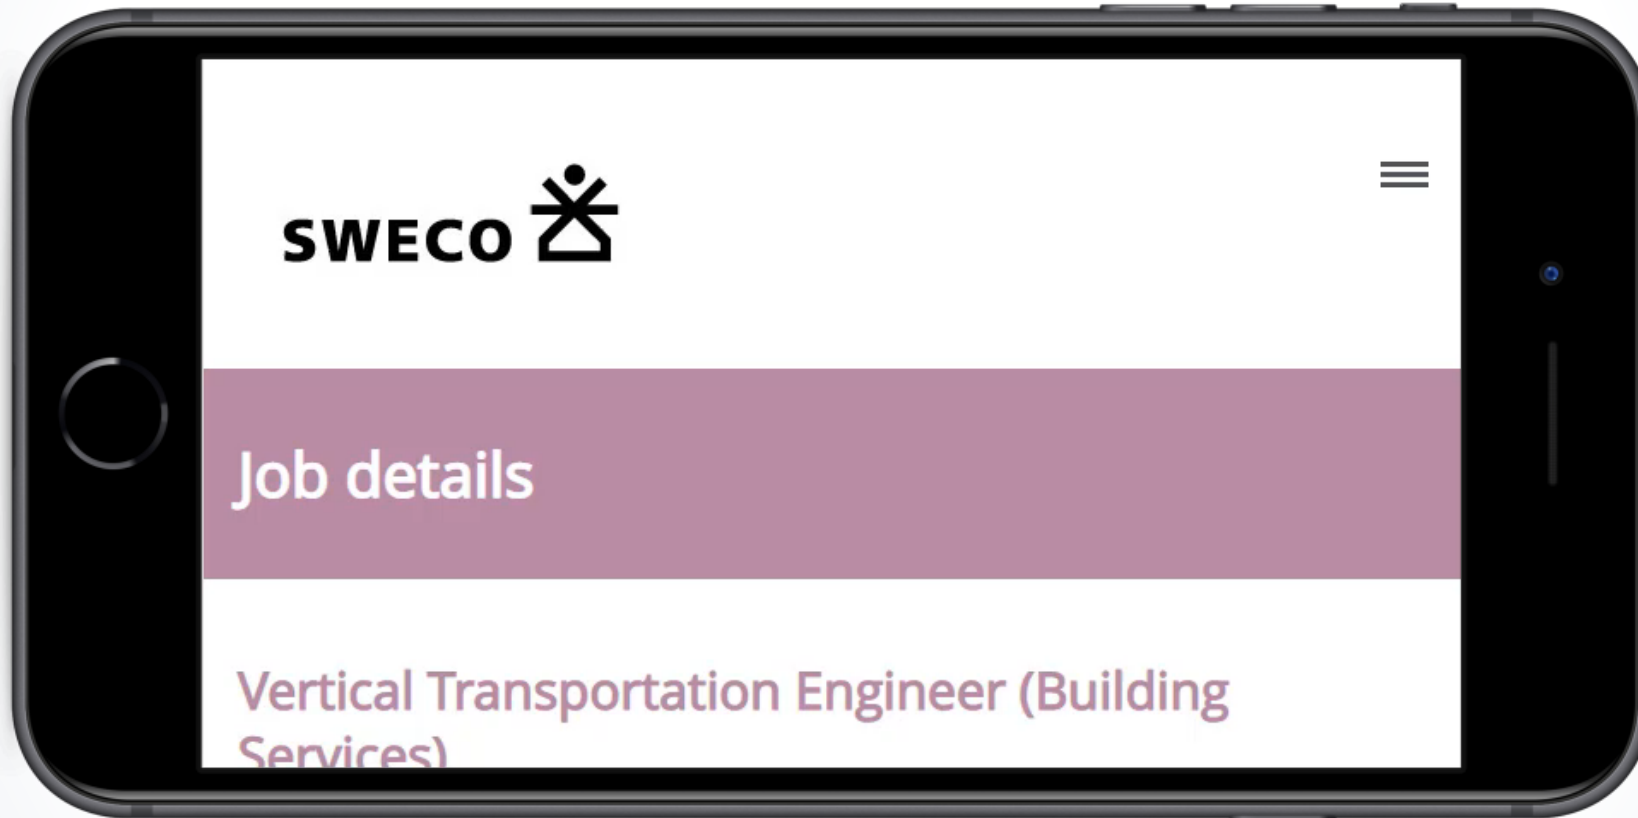 SWECO
Job details
Vertical Transportation Engineer (Building
Services)